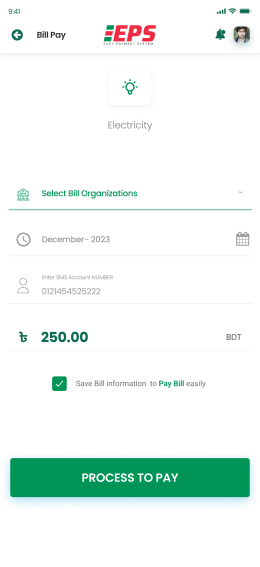 9:41
Bill Pay
EPS
EASY PAYMENT SYSTEM
Electricity
Select Bill Organizations
December- 2023
Enter SMS Account NUMBER
0121454525222
৳ 250.00 BDT
Save Bill information to Pay Bill easily
PROCESS TO PAY